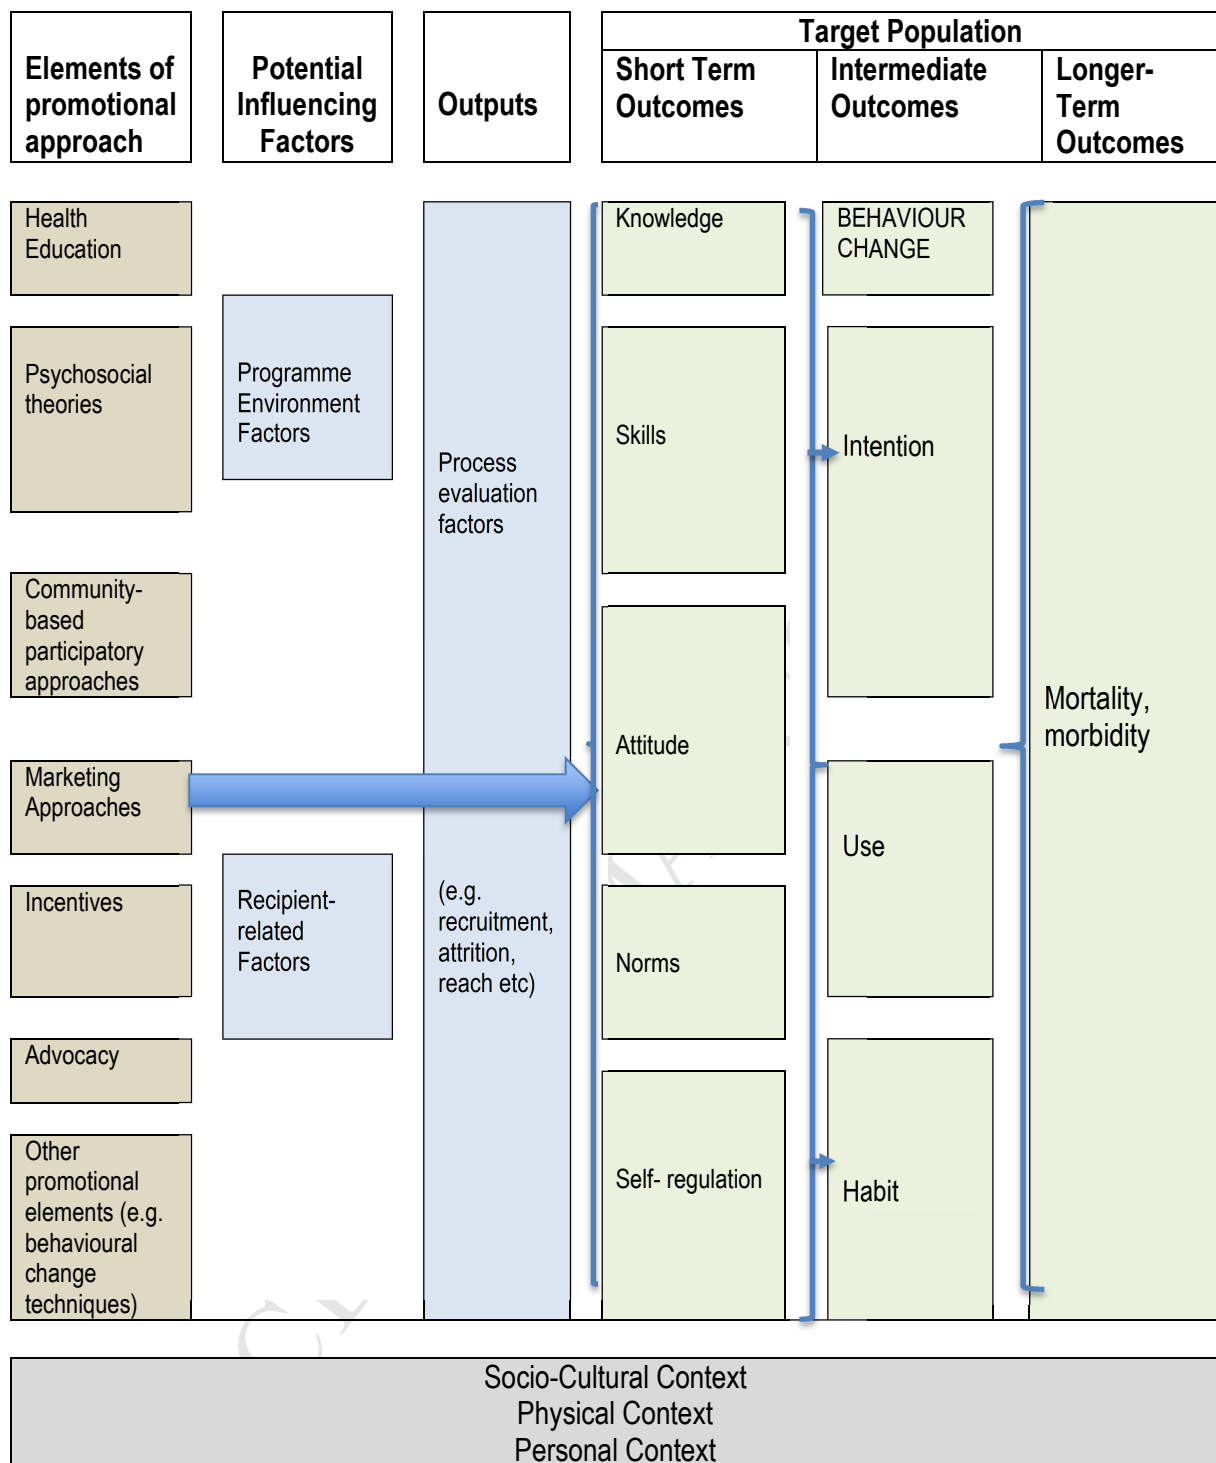 Elements of
promotional
approach
Potential
Influencing
Factors
Outputs
Target Population
Short Term
Outcomes
Intermediate
Outcomes
Longer-
Term
Outcomes
Health
Education
Psychosocial
theories
Community-
based
participatory
approaches
Marketing
Approaches
Incentives
Advocacy
Other
promotional
elements (e.g.
behavioural
change
techniques)
Programme
Environment
Factors
Recipient-
related
Factors
Process
evaluation
factors
(e.g.
recruitment,
attrition,
reach etc)
Knowledge
Skills
Attitude
Norms
Self- regulation
BEHAVIOUR
CHANGE
Intention
Use
Habit
Mortality,
morbidity
Socio-Cultural Context
Physical Context
Personal Context